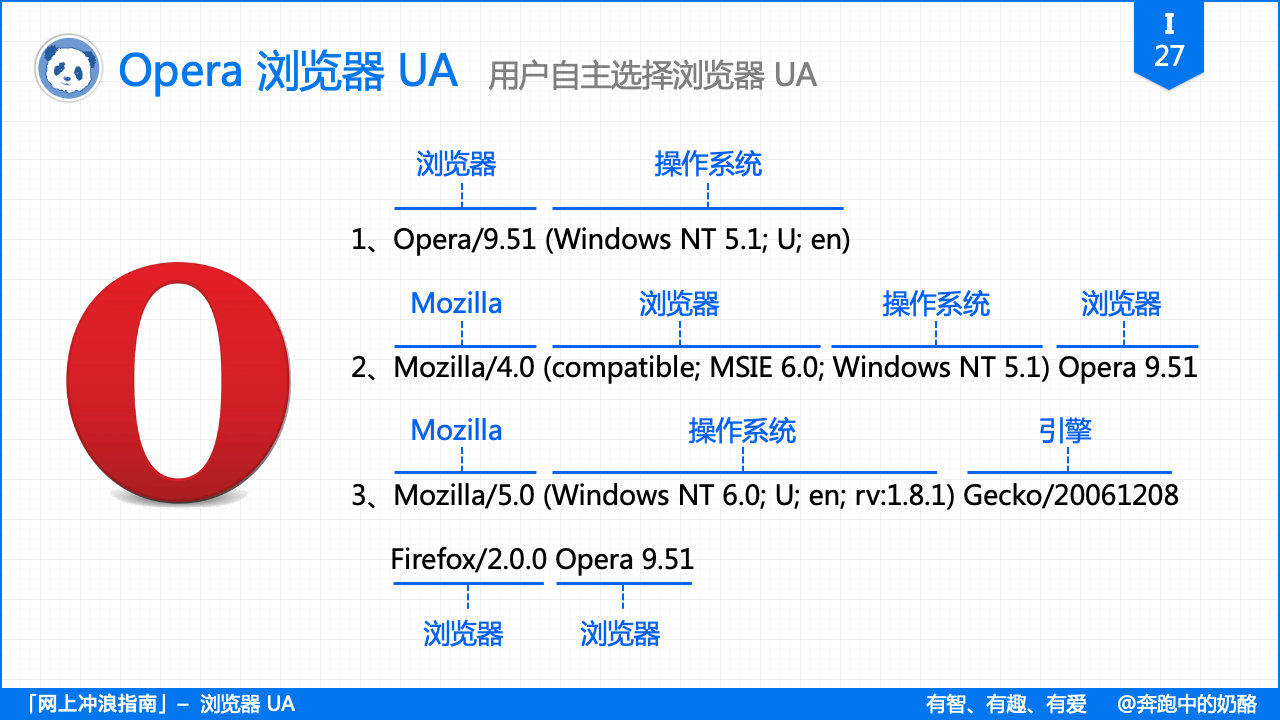 I
27
Opera 浏览器 UA 用户自主选择浏览器 UA
浏览器 操作系统
1、Opera/9.51 (Windows NT 5.1; U; en)
Mozilla 浏览器 操作系统 浏览器
2、Mozilla/4.0 (compatible; MSIE 6.0; Windows NT 5.1) Opera 9.51
Mozilla 操作系统 引擎
3、Mozilla/5.0 (Windows NT 6.0; U; en; rv:1.8.1) Gecko/20061208
Firefox/2.0.0 Opera 9.51
浏览器 浏览器
「网上冲浪指南」– 浏览器 UA 有智、有趣、有爱 @奔跑中的奶酪